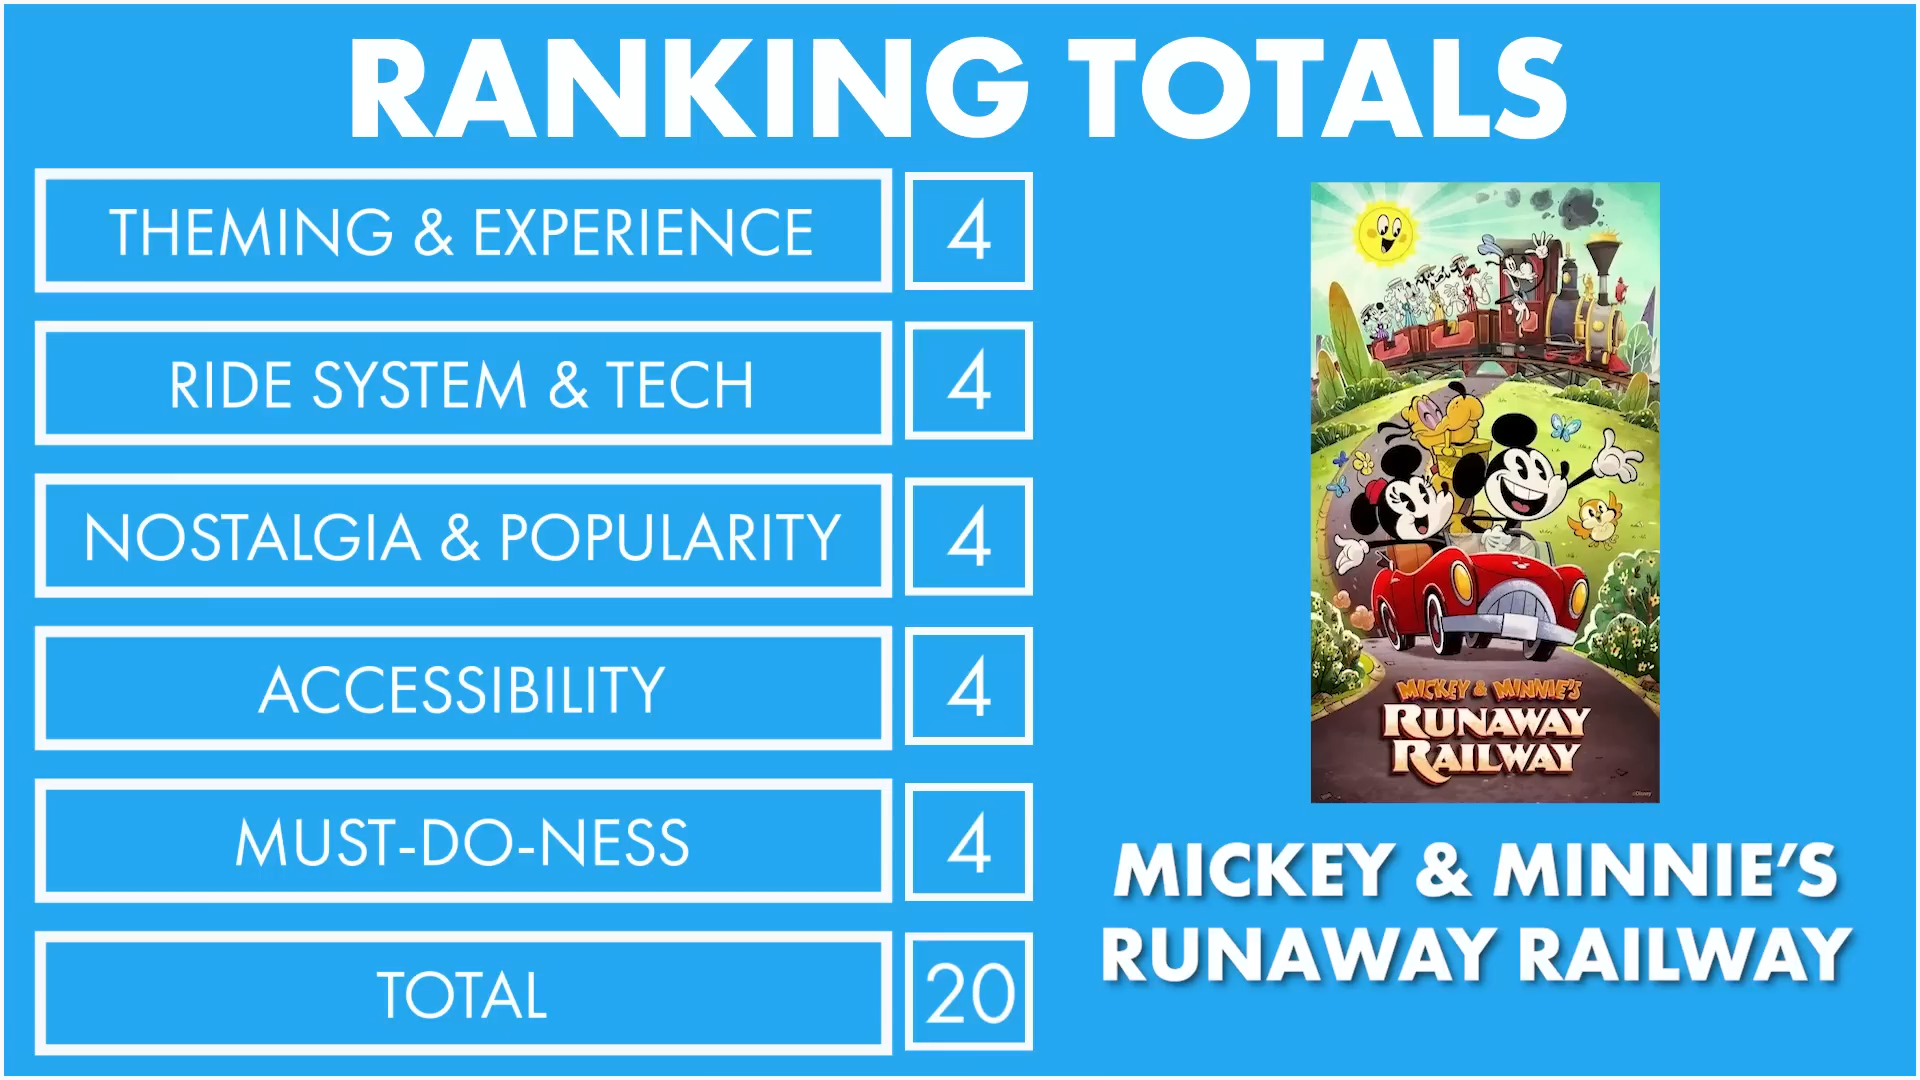 RANKING TOTALS
THEMING & EXPERIENCE 4
RIDE SYSTEM & TECH 4
NOSTALGIA & POPULARITY 4
ACCESSIBILITY 4
MUST-DO-NESS 4
TOTAL 20
MICKEY & MINNIE'S
RUNAWAY
RAILWAY
©Disney
MICKEY & MINNIE’S
RUNAWAY RAILWAY